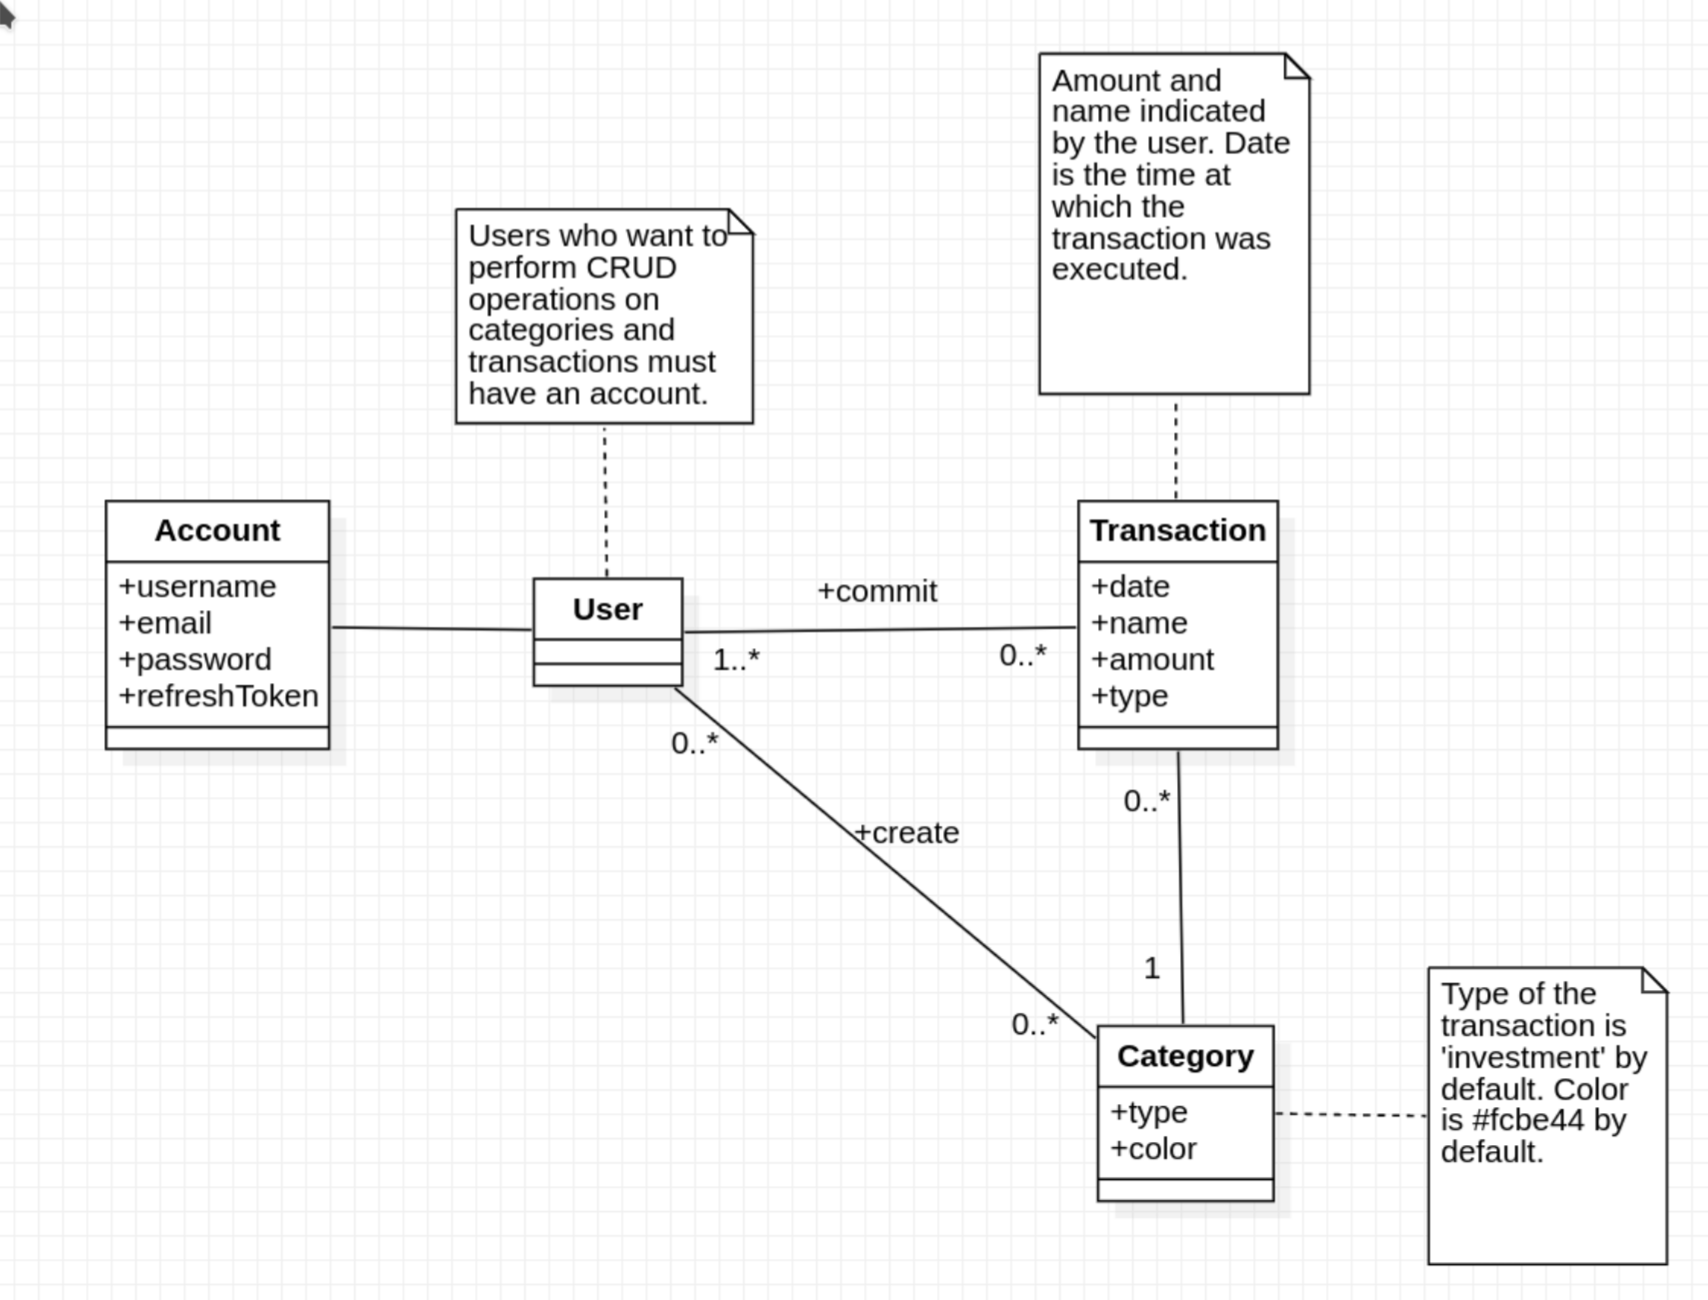 Amount and
name indicated
by the user. Date
is the time at
which the
transaction was
executed.
Users who want to
perform CRUD
operations on
categories and
transactions must
have an account.
Account
+username
+email
+password
+refreshToken
User
+commit
1..*
0..*
Transaction
+date
+name
+amount
+type
0..*
+create
0..*
0..*
1
Category
+type
+color
Type of the
transaction is
'investment' by
default. Color
is #fcbe44 by
default.